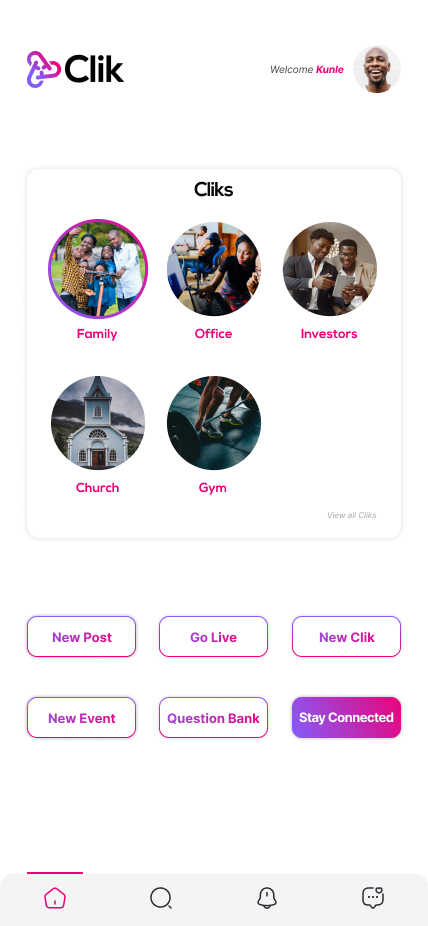 Clik
Welcome Kunle
Cliks
Family
Office
Investors
Church
Gym
View all Cliks
New Post
Go Live
New Clik
New Event
Question Bank
Stay Connected